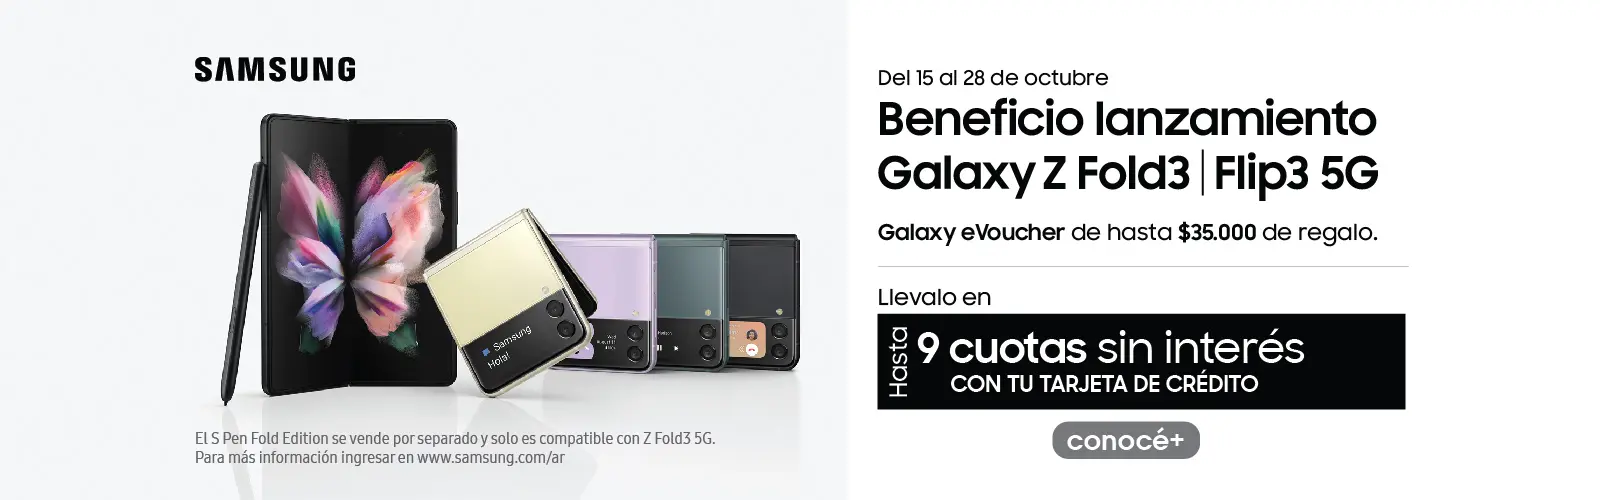 SAMSUNG
Samsung
Hola!
El S Pen Fold Edition se vende por separado y solo es compatible con Z Fold3 5G.
Para más información ingresar en www.samsung.com/ar
Del 15 al 28 de octubre
Beneficio lanzamiento
Galaxy Z Fold3 | Flip3 5G
Galaxy eVoucher de hasta $35.000 de regalo.
Llevalo en
Hasta
9 cuotas sin interés
CON TU TARJETA DE CRÉDITO
conocé+